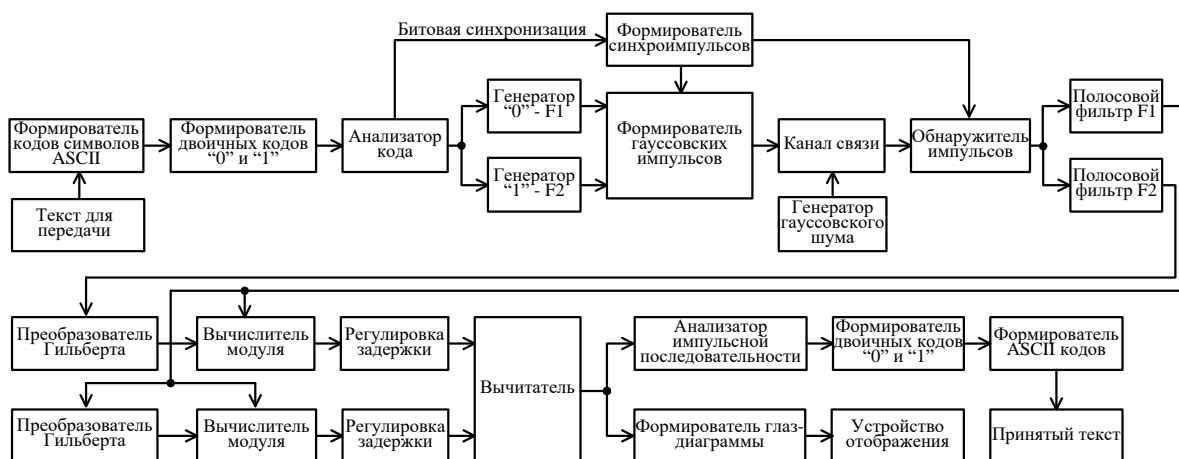 Битовая синхронизация
Формирователь
синхроимпульсов
Формирователь
кодов символов
ASCII
Формирователь
двоичных кодов
“0” и “1”
Анализатор
кода
Генератор
“0” - F1
Генератор
“1” - F2
Формирователь
гауссовских
импульсов
Канал связи
Обнаружитель
импульсов
Полосовой
фильтр F1
Полосовой
фильтр F2
Текст для
передачи
Генератор
гауссовского
шума
Преобразователь
Гильберта
Вычислитель
модуля
Регулировка
задержки
Преобразователь
Гильберта
Вычислитель
модуля
Регулировка
задержки
Вычитатель
Анализатор
импульсной
последовательности
Формирователь
двоичных кодов
“0” и “1”
Формирователь
ASCII кодов
Формирователь глаз-
диаграммы
Устройство
отображения
Принятый текст